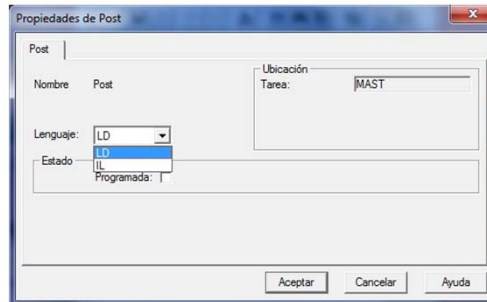 Propiedades de Post
Post
Nombre Post
Ubicación
Tarea: MAST
Lenguaje: LD
LD
IL
Estado
Programada:
Aceptar Cancelar Ayuda